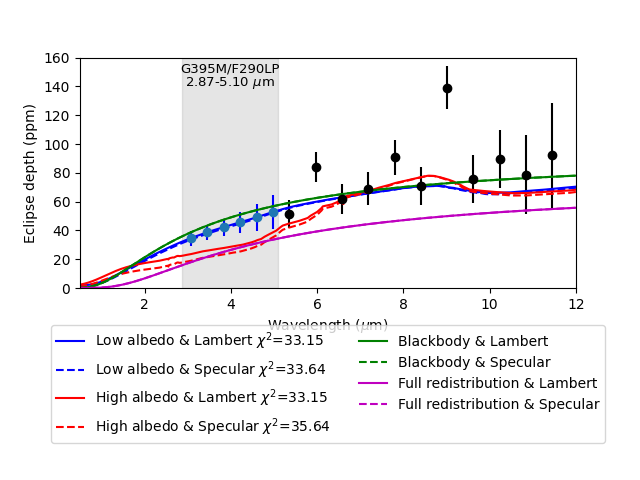 160
140
120
100
80
60
40
20
0
Eclipse depth (ppm)
G395M/F290LP
2.87-5.10 μm
2 4 6 8 10 12
Wavelength (μm)
Low albedo & Lambert χ²=33.15
Low albedo & Specular χ²=33.64
High albedo & Lambert χ²=33.15
High albedo & Specular χ²=35.64
Blackbody & Lambert
Blackbody & Specular
Full redistribution & Lambert
Full redistribution & Specular